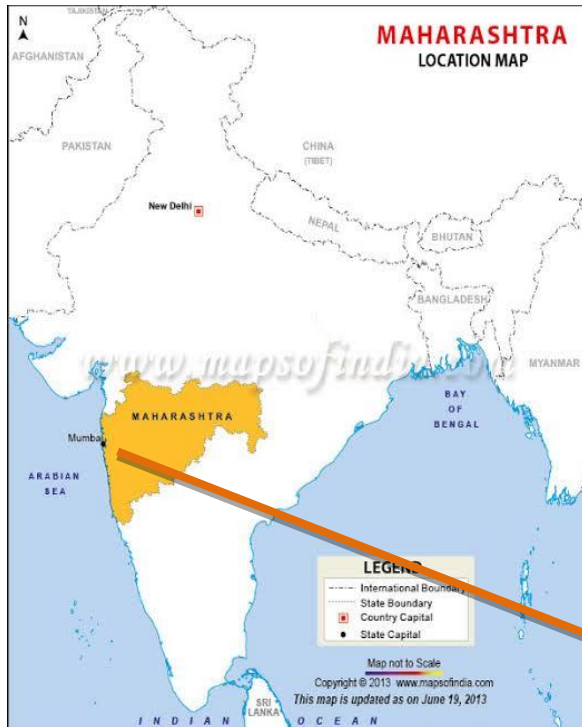 TAJIKISTAN
N
MAHARASHTRA
LOCATION MAP
AFGHANISTAN
PAKISTAN
CHINA
(TIBET)
New Delhi
NEPAL
BHUTAN
BANGLADESH
www.mapsofindia.com
MYANMAR
MAHARASHTRA
BAY
OF
BENGAL
Mumbai
ARABIAN
SEA
LEGEND
International Boundary
State Boundary
Country Capital
State Capital
Map not to Scale
Copyright © 2013 www.mapsofindia.com
This map is updated as on June 19, 2013
SRI
LANKA
INDIAN OCEAN